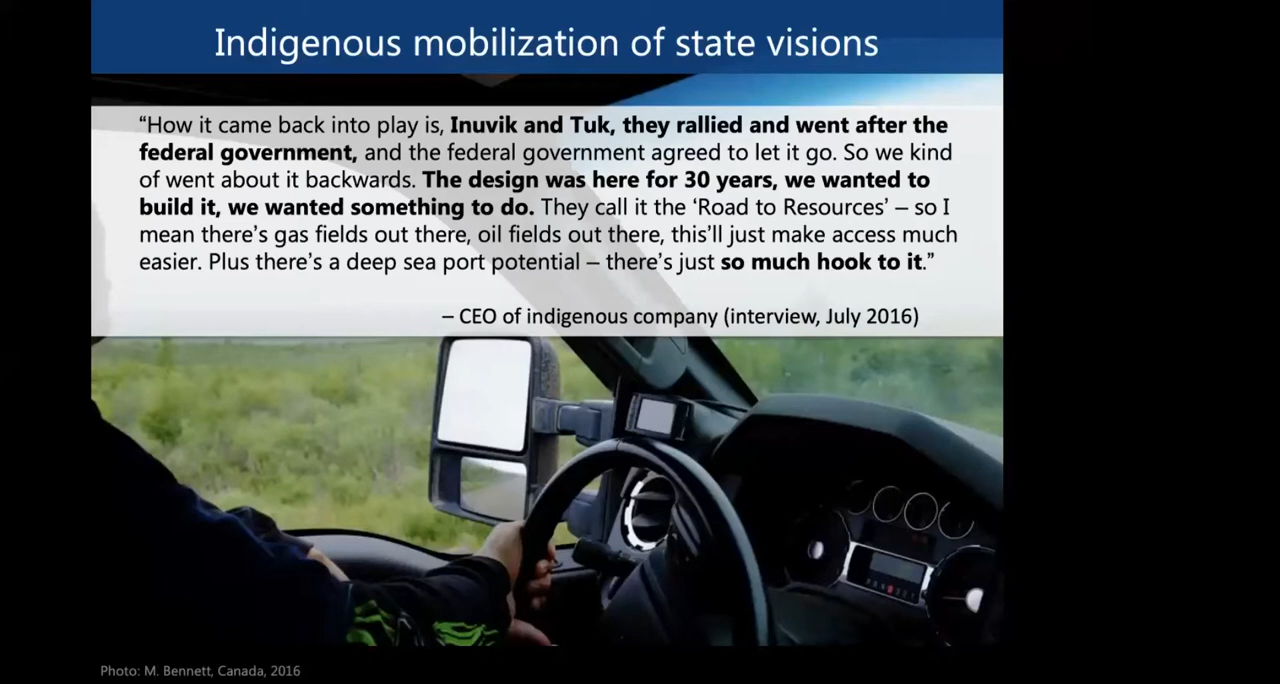 Indigenous mobilization of state visions
“How it came back into play is, Inuvik and Tuk, they rallied and went after the
federal government, and the federal government agreed to let it go. So we kind
of went about it backwards. The design was here for 30 years, we wanted to
build it, we wanted something to do. They call it the ‘Road to Resources’ – so I
mean there’s gas fields out there, oil fields out there, this’ll just make access much
easier. Plus there’s a deep sea port potential – there’s just so much hook to it.”
– CEO of indigenous company (interview, July 2016)
Photo: M. Bennett, Canada, 2016